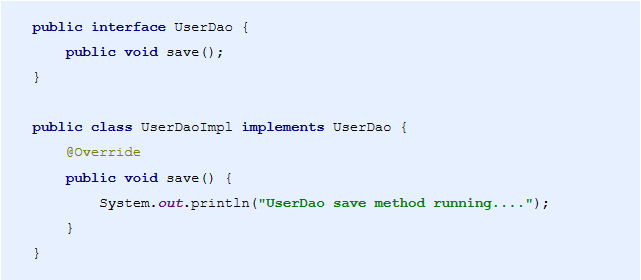 public interface UserDao {
    public void save();
}

public class UserDaoImpl implements UserDao {
    @Override
    public void save() {
        System.out.println("UserDao save method running....");
    }
}